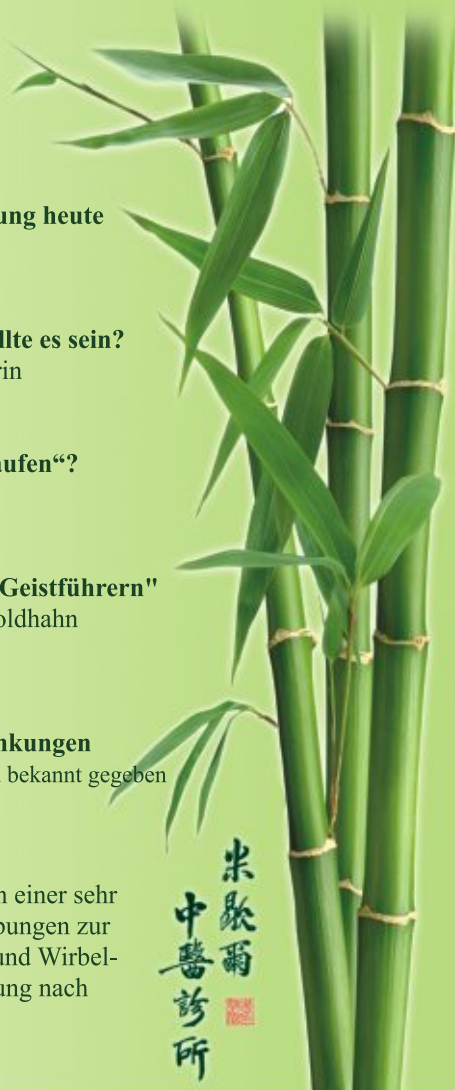 ung heute
llte es sein?
rin
aufen“?
Geistführern"
oldhahn
nkungen
bekannt gegeben
n einer sehr
bungen zur
und Wirbel-
ung nach
米歇爾
中醫診所